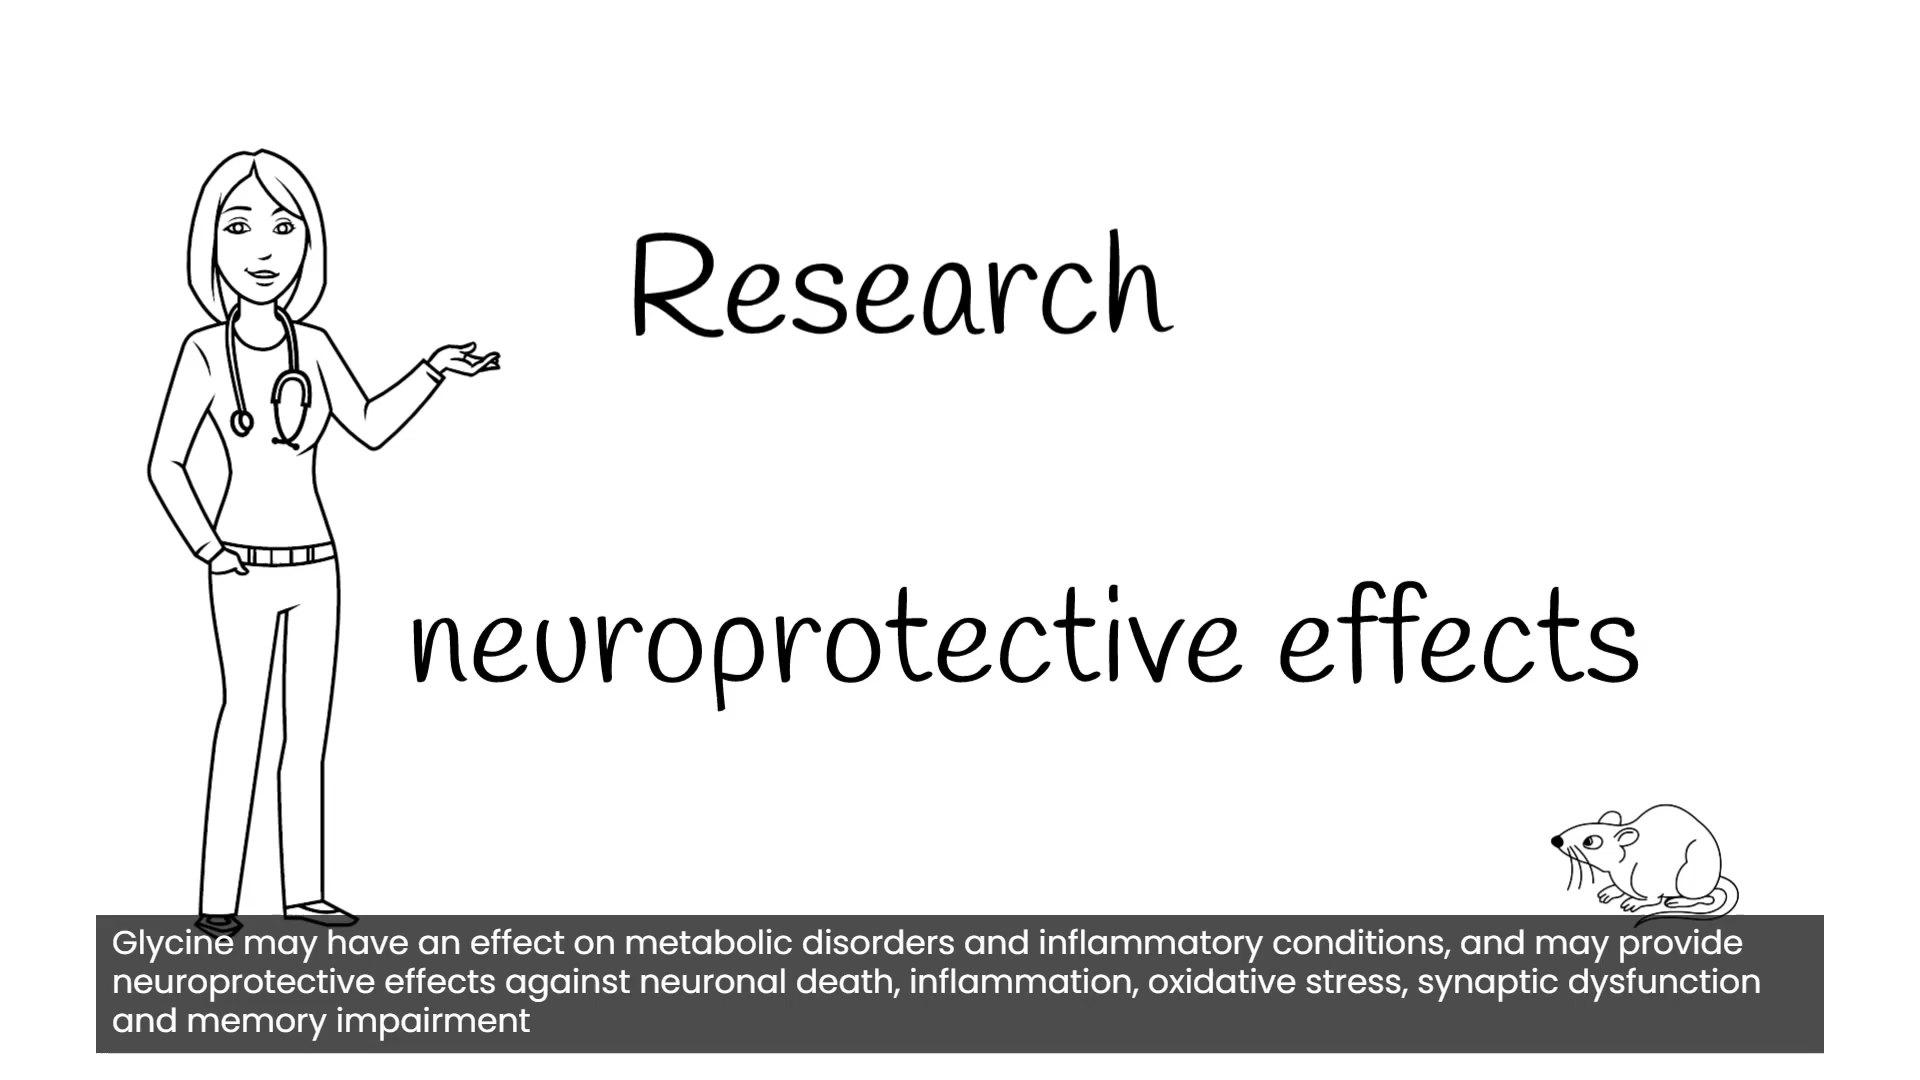 Research
neuroprotective effects
Glycine may have an effect on metabolic disorders and inflammatory conditions, and may provide
neuroprotective effects against neuronal death, inflammation, oxidative stress, synaptic dysfunction
and memory impairment